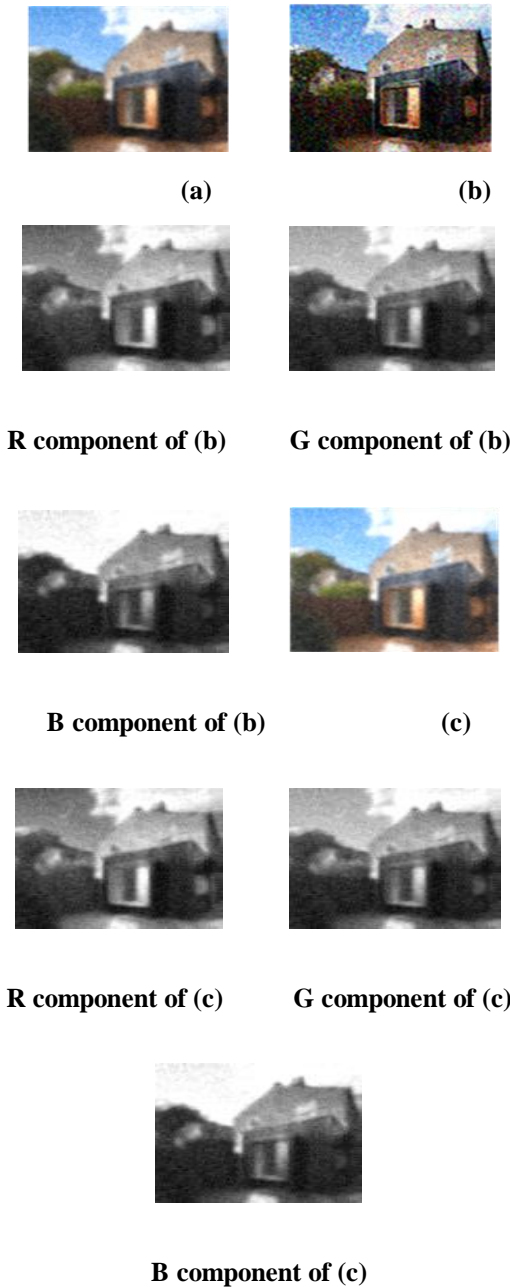 (a) (b)
R component of (b) G component of (b)
B component of (b) (c)
R component of (c) G component of (c)
B component of (c)